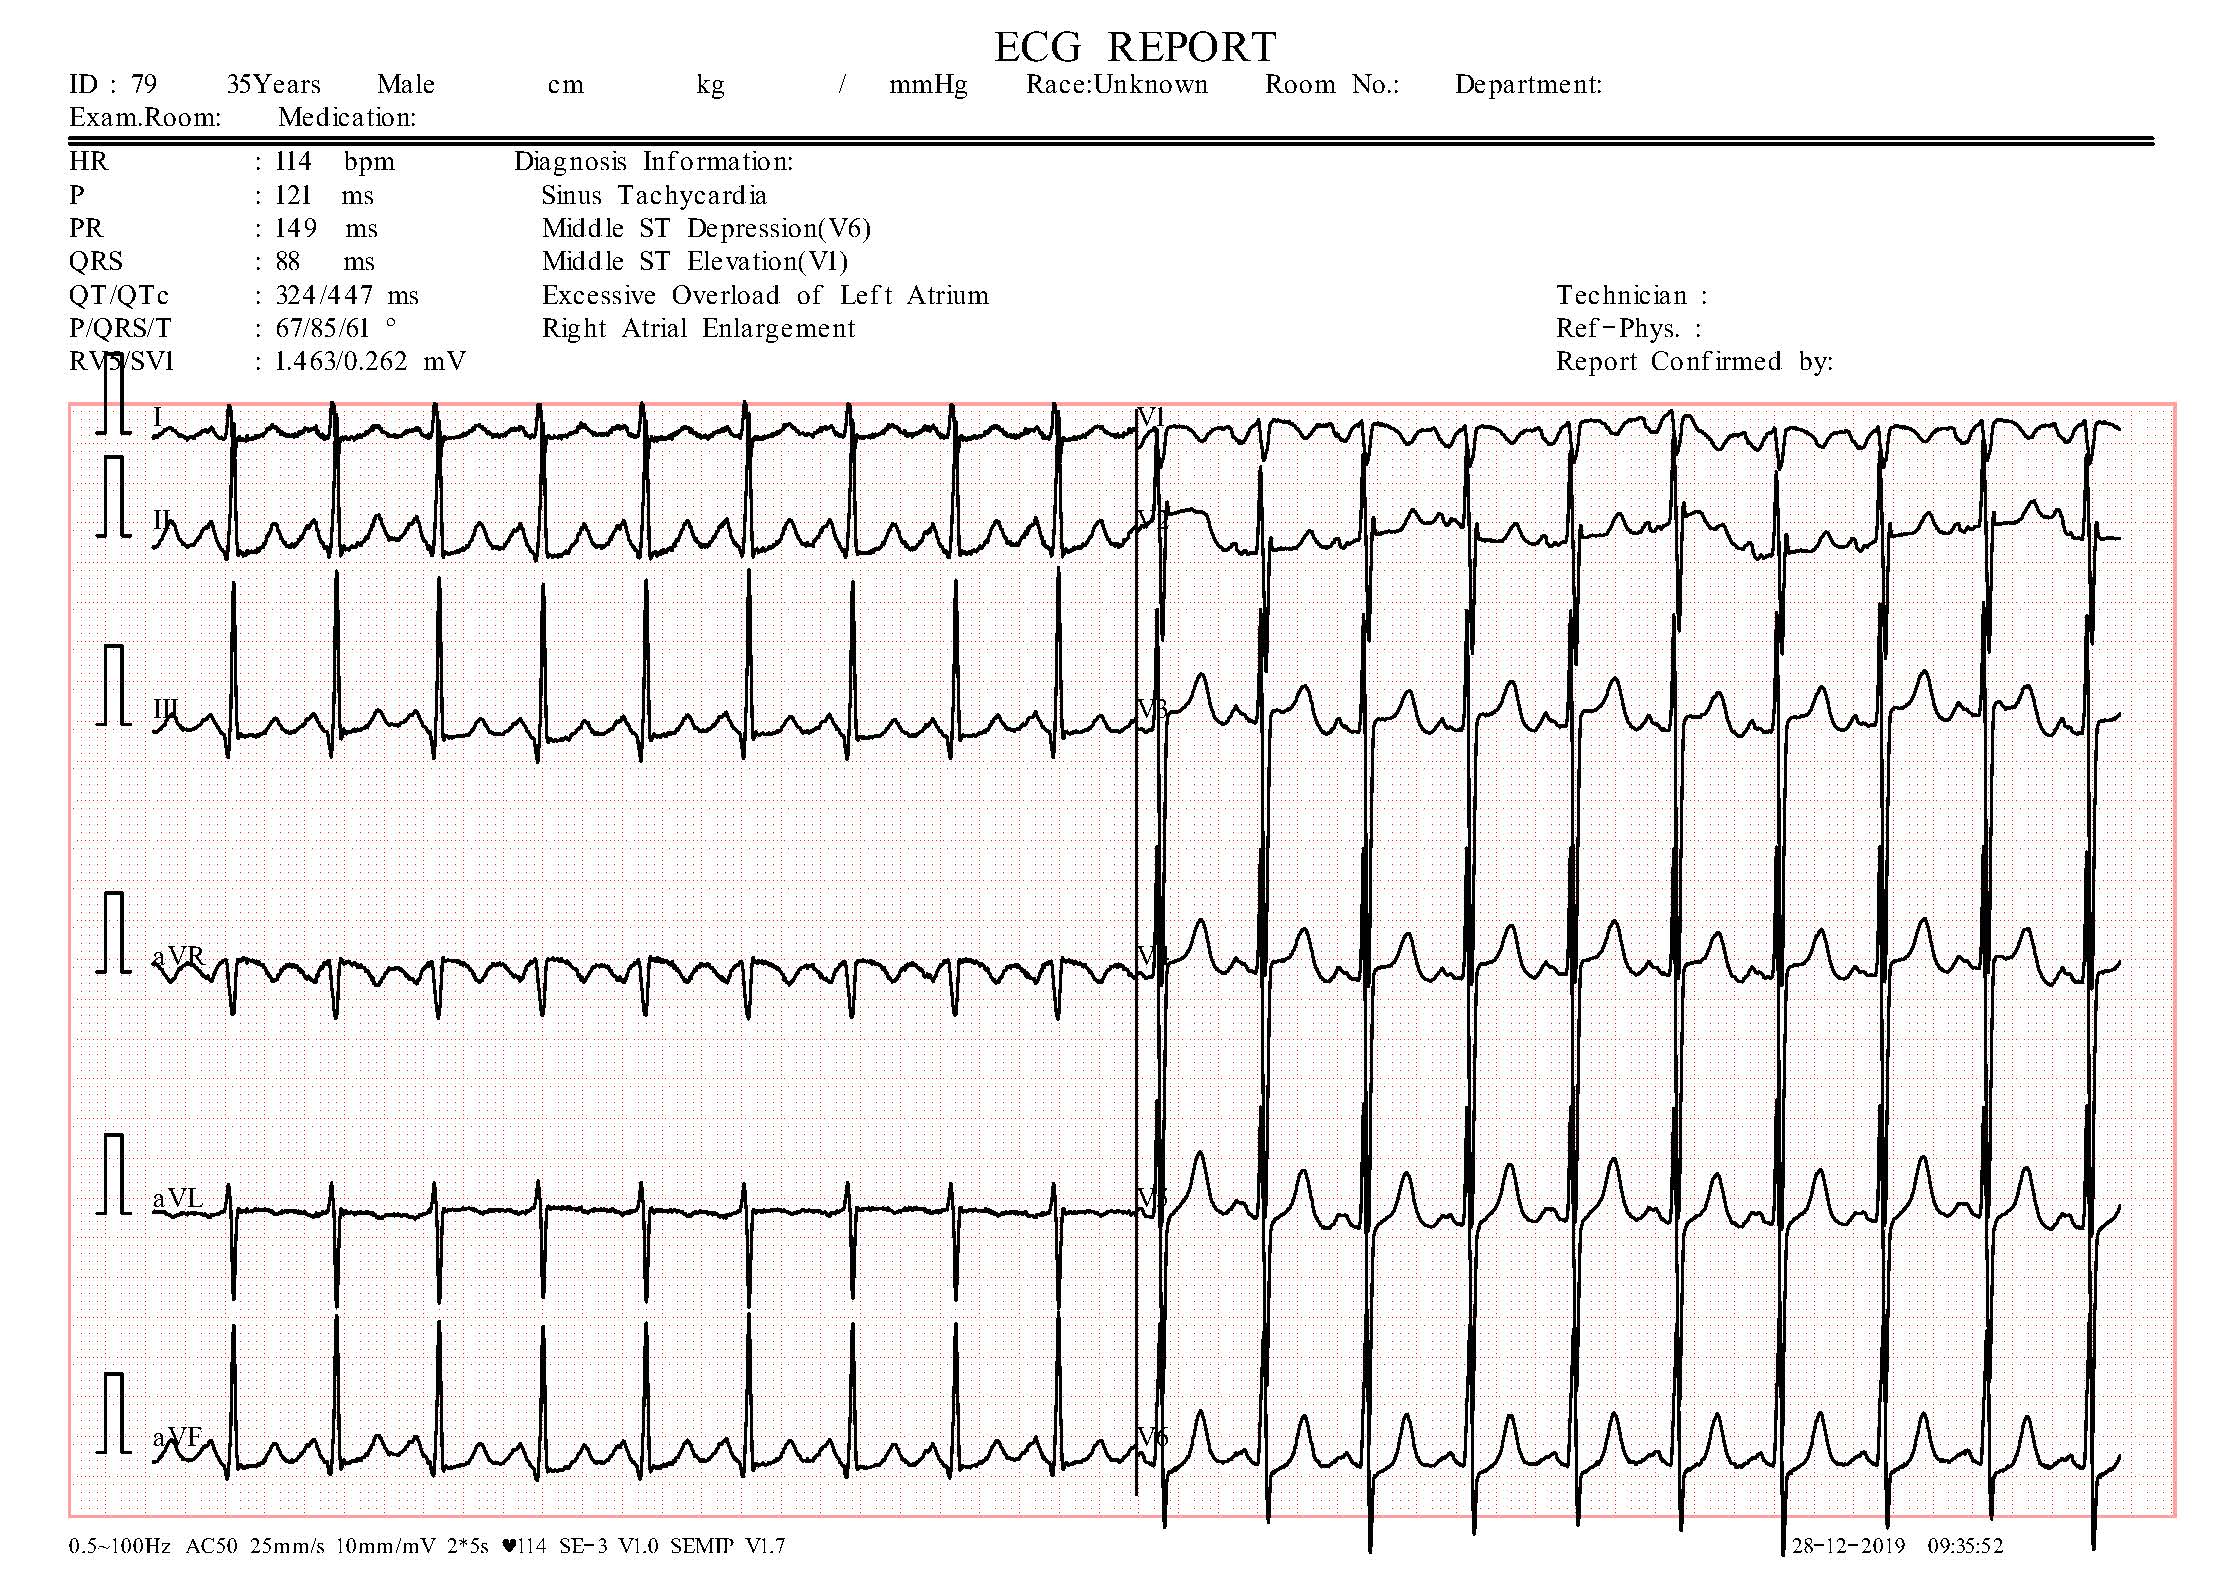 ECG REPORT
ID : 79 35Years Male cm kg / mmHg Race:Unknown Room No.: Department:
Exam.Room: Medication:
HR : 114 bpm Diagnosis Information:
P : 121 ms Sinus Tachycardia
PR : 149 ms Middle ST Depression(V6)
QRS : 88 ms Middle ST Elevation(V1)
QT/QTc : 324/447 ms Excessive Overload of Left Atrium Technician :
P/QRS/T : 67/85/61 ° Right Atrial Enlargement Ref-Phys. :
RV5/SV1 : 1.463/0.262 mV Report Confirmed by:
I V1
II V2
III V3
aVR
aVL V5
aVF V6
0.5~100Hz AC50 25mm/s 10mm/mV 2*5s ♥114 SE-3 V1.0 SEMIP V1.7 28-12-2019 09:35:52